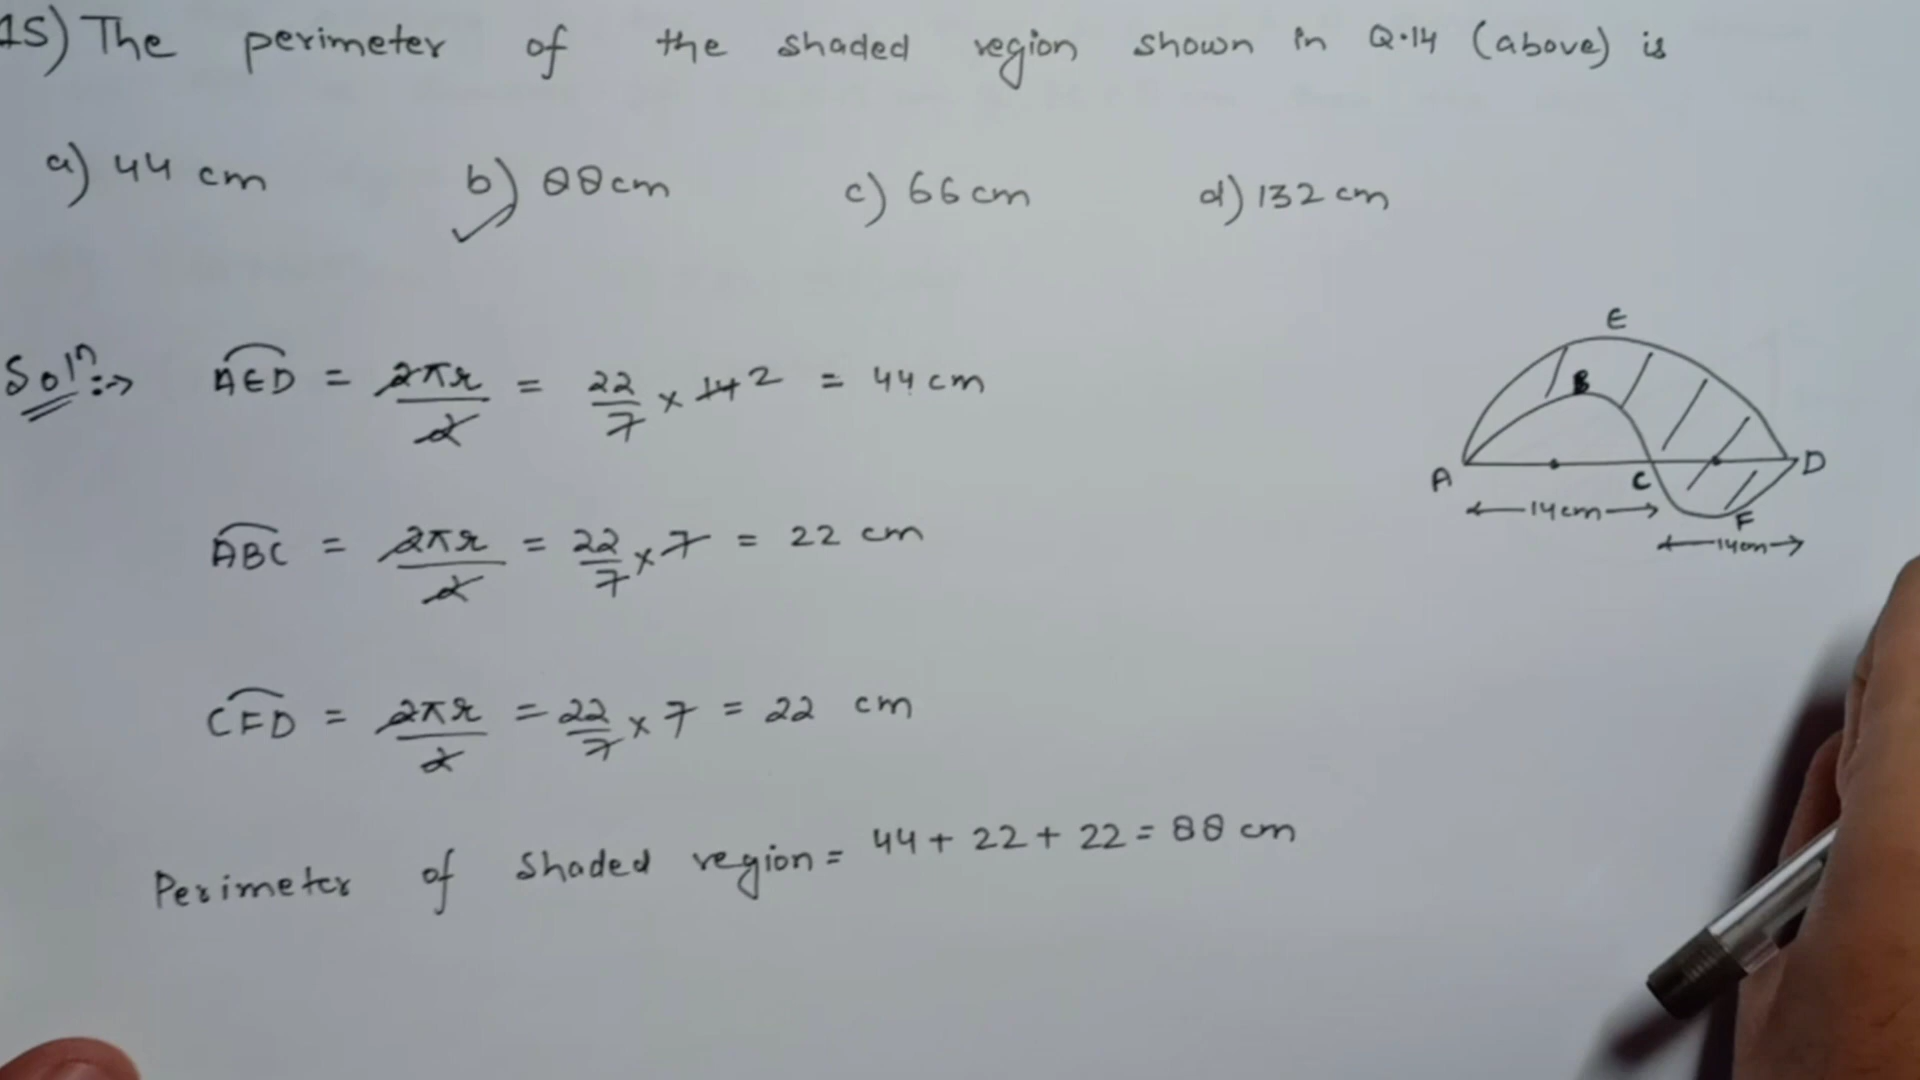 15) The perimeter of the shaded region shown in Q.14 (above) is
a) 44 cm b) 88 cm c) 66 cm d) 132 cm
Solⁿ :→ AED = 2πr/2 = 22/7 × 14 2 = 44 cm
ABC = 2πr/2 = 22/7 × 7 = 22 cm
CFD = 2πr/2 = 22/7 × 7 = 22 cm
Perimeter of shaded region = 44 + 22 + 22 = 88 cm
E
B
A C D
14cm F
14cm